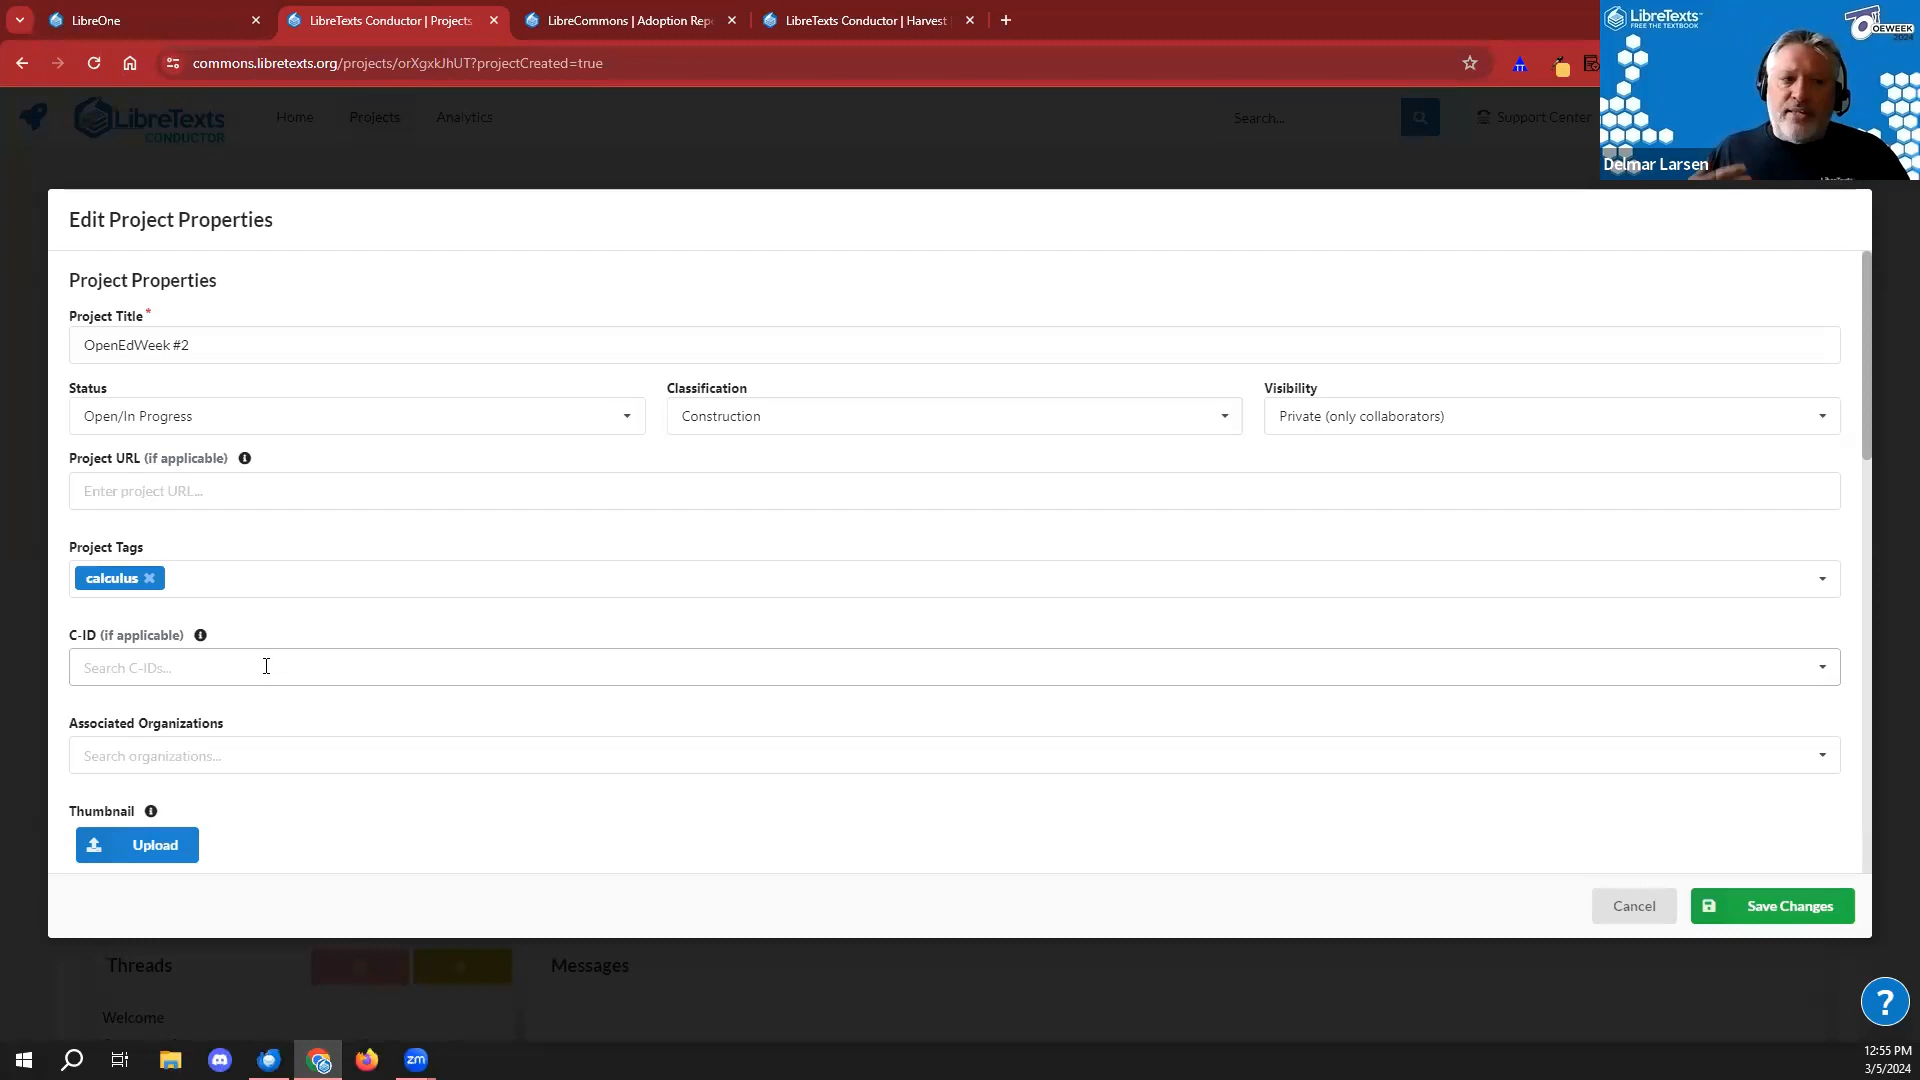 LibreOne
LibreTexts Conductor | Projects
LibreCommons | Adoption Rep
LibreTexts Conductor | Harvest
commons.libretexts.org/projects/orXgxkJhUT?projectCreated=true
LibreTexts™
FREE THE TEXTBOOK
OEWEEK
2024
Delmar Larsen
LibreTexts
CONDUCTOR
Home
Projects
Analytics
Search...
Support Center
Edit Project Properties
Project Properties
Project Title*
OpenEdWeek #2
Status
Classification
Visibility
Open/In Progress
Construction
Private (only collaborators)
Project URL (if applicable)
Enter project URL...
Project Tags
calculus
C-ID (if applicable)
Search C-IDs...
Associated Organizations
Search organizations...
Thumbnail
Upload
Cancel
Save Changes
Threads
Messages
Welcome
?
zm
12:55 PM
3/5/2024